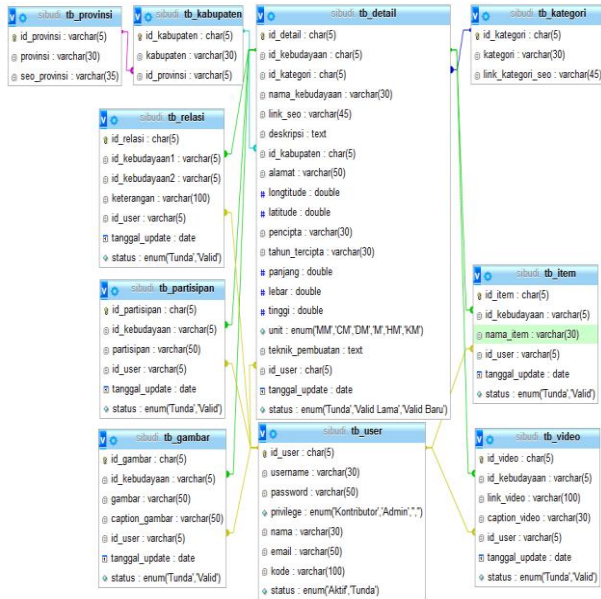 sibudi tb_provinsi
id_provinsi : varchar(5)
provinsi : varchar(30)
seo_provinsi : varchar(35)
sibudi tb_kabupaten
id_kabupaten : char(5)
kabupaten : varchar(30)
id_provinsi : varchar(5)
sibudi tb_detail
id_detail : char(5)
id_kebudayaan : char(5)
id_kategori : char(5)
nama_kebudayaan : varchar(30)
link_seo : varchar(45)
deskripsi : text
id_kabupaten : char(5)
alamat : varchar(50)
longtitude : double
latitude : double
pencipta : varchar(30)
tahun_tercipta : varchar(30)
panjang : double
lebar : double
tinggi : double
unit : enum('MM','CM','DM','M','HM','KM')
teknik_pembuatan : text
id_user : char(5)
tanggal_update : date
status : enum('Tunda','Valid Lama','Valid Baru')
sibudi tb_kategori
id_kategori : char(5)
kategori : varchar(30)
link_kategori_seo : varchar(45)
sibudi tb_relasi
id_relasi : char(5)
id_kebudayaan1 : varchar(5)
id_kebudayaan2 : varchar(5)
keterangan : varchar(100)
id_user : varchar(5)
tanggal_update : date
status : enum('Tunda','Valid')
sibudi tb_partisipan
id_partisipan : char(5)
id_kebudayaan : varchar(5)
partisipan : varchar(50)
id_user : varchar(5)
tanggal_update : date
status : enum('Tunda','Valid')
sibudi tb_item
id_item : char(5)
id_kebudayaan : varchar(5)
nama_item : varchar(30)
id_user : varchar(5)
tanggal_update : date
status : enum('Tunda','Valid')
sibudi tb_gambar
id_gambar : char(5)
id_kebudayaan : varchar(5)
gambar : varchar(50)
caption_gambar : varchar(50)
id_user : varchar(5)
tanggal_update : date
status : enum('Tunda','Valid')
sibudi tb_user
id_user : char(5)
username : varchar(30)
password : varchar(50)
privilege : enum('Kontributor','Admin','','')
nama : varchar(30)
email : varchar(50)
kode : varchar(100)
status : enum('Aktif','Tunda')
sibudi tb_video
id_video : char(5)
id_kebudayaan : varchar(5)
link_video : varchar(100)
caption_video : varchar(30)
id_user : varchar(5)
tanggal_update : date
status : enum('Tunda','Valid')